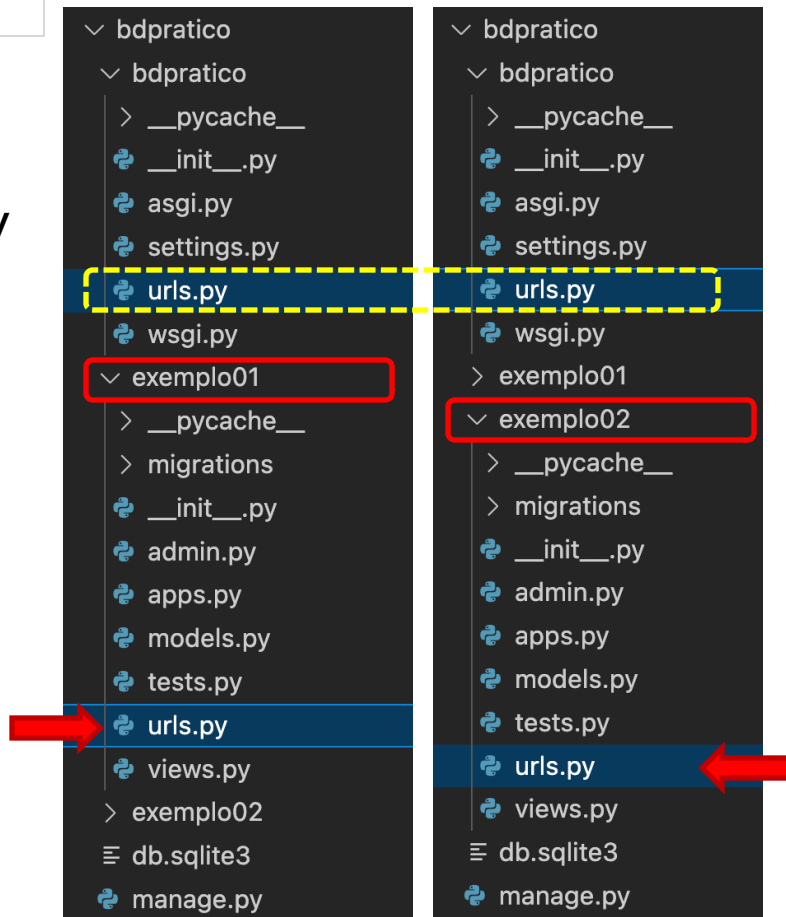 y
bdpratico
bdpratico
__pycache__
__init__.py
asgi.py
settings.py
urls.py
wsgi.py
exemplo01
__pycache__
migrations
__init__.py
admin.py
apps.py
models.py
tests.py
urls.py
views.py
exemplo02
db.sqlite3
manage.py
bdpratico
bdpratico
__pycache__
__init__.py
asgi.py
settings.py
urls.py
wsgi.py
exemplo01
exemplo02
__pycache__
migrations
__init__.py
admin.py
apps.py
models.py
tests.py
urls.py
views.py
db.sqlite3
manage.py